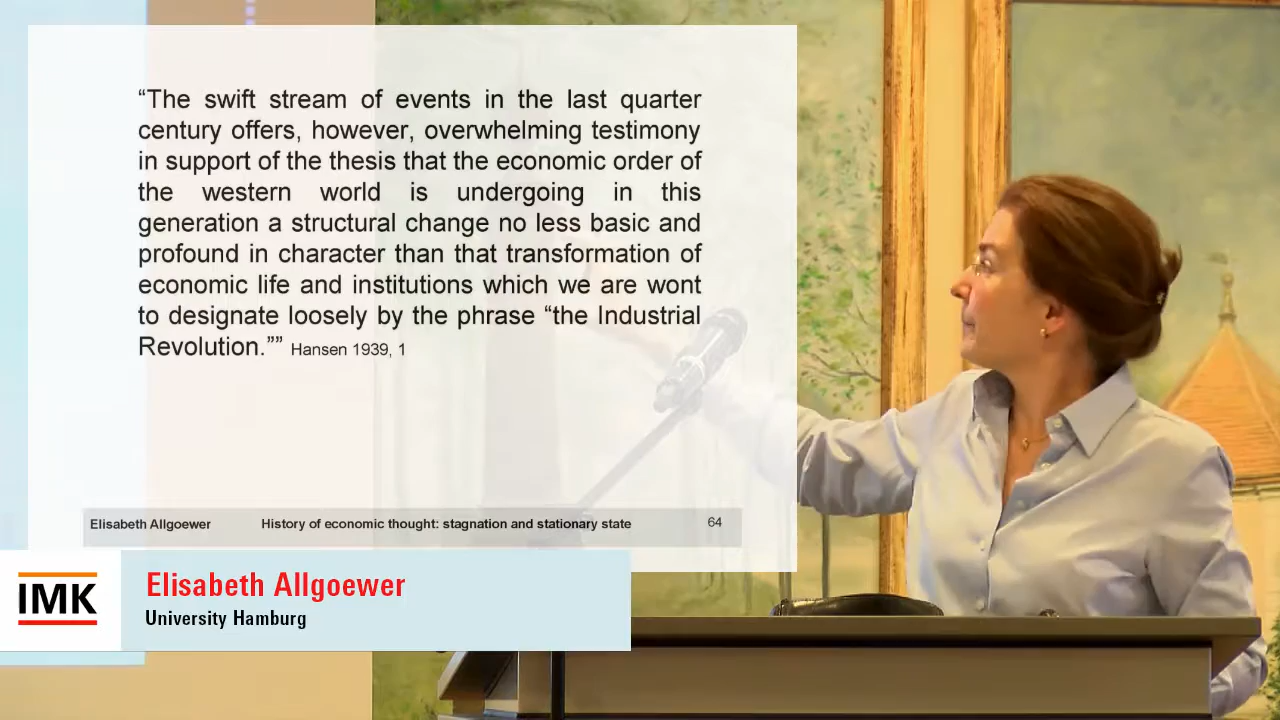 “The swift stream of events in the last quarter
century offers, however, overwhelming testimony
in support of the thesis that the economic order of
the western world is undergoing in this
generation a structural change no less basic and
profound in character than that transformation of
economic life and institutions which we are wont
to designate loosely by the phrase “the Industrial
Revolution.”” Hansen 1939, 1
Elisabeth Allgoewer History of economic thought: stagnation and stationary state 64
IMK
Elisabeth Allgoewer
University Hamburg